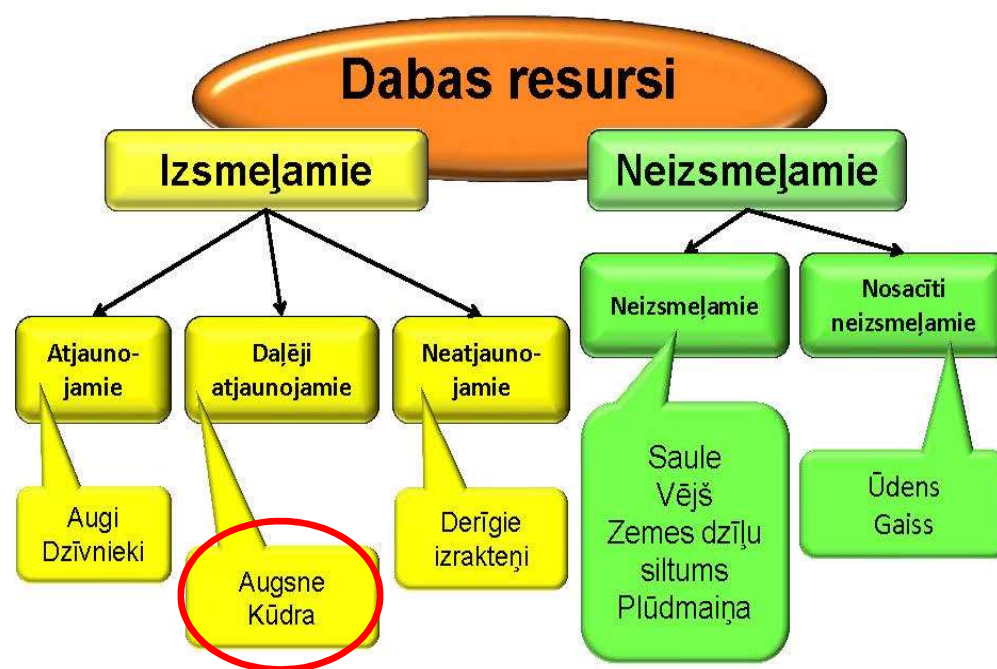 Dabas resursi
Izsmeļamie
Neizsmeļamie
Atjauno-
jamie
Daļēji
atjaunojamie
Neatjauno-
jamie
Neizsmeļamie
Nosacīti
neizsmeļamie
Augi
Dzīvnieki
Augsne
Kūdra
Derīgie
izrakteņi
Saule
Vējš
Zemes dzīļu
siltums
Plūdmaiņa
Ūdens
Gaiss